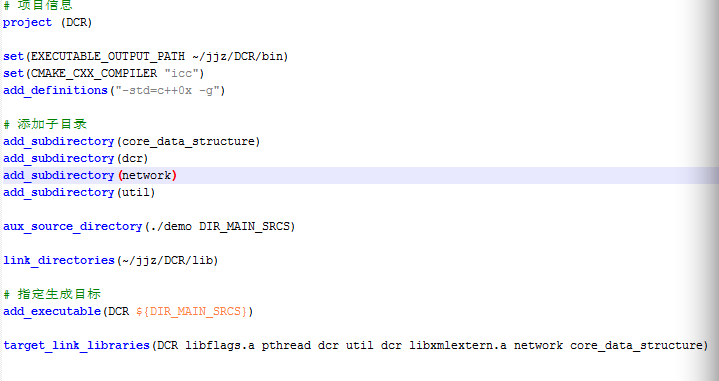 # 项目信息
project (DCR)
set(EXECUTABLE_OUTPUT_PATH ~/jjz/DCR/bin)
set(CMAKE_CXX_COMPILER "icc")
add_definitions("-std=c++0x -g")
# 添加子目录
add_subdirectory(core_data_structure)
add_subdirectory(dcr)
add_subdirectory(network)
add_subdirectory(util)
aux_source_directory(./demo DIR_MAIN_SRCS)
link_directories(~/jjz/DCR/lib)
# 指定生成目标
add_executable(DCR ${DIR_MAIN_SRCS})
target_link_libraries(DCR libflags.a pthread dcr util dcr libxmlextern.a network core_data_structure)